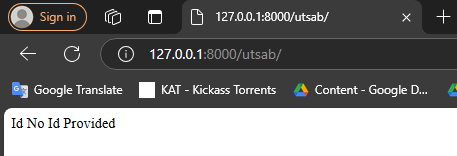 Sign in
127.0.0.1:8000/utsab/
127.0.0.1:8000/utsab/
Google Translate KAT - Kickass Torrents Content - Google D...
Id No Id Provided